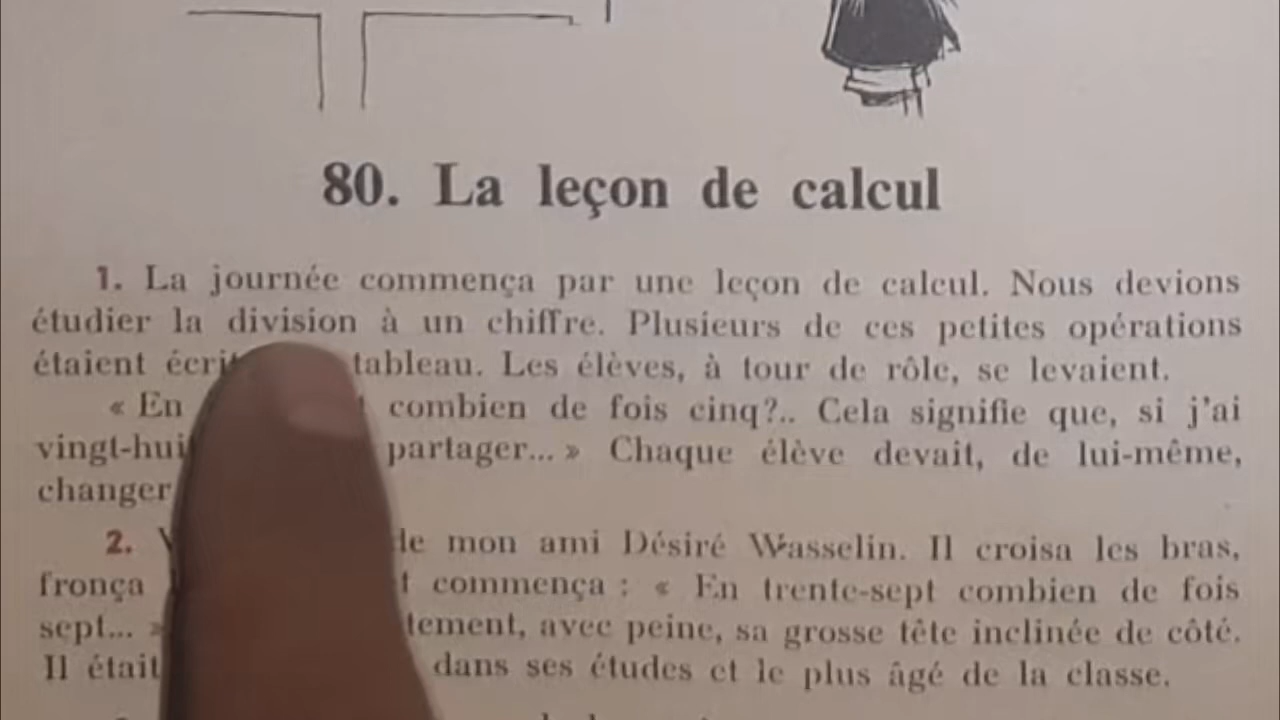 80. La leçon de calcul
1. La journée commença par une leçon de calcul. Nous devions
étudier la division à un chiffre. Plusieurs de ces petites opérations
étaient tableau. Les élèves, à tour de rôle, se levaient.
« En combien de fois cinq?.. Cela signifie que, si j'ai
partager... » Chaque élève devait, de lui-même,
changer
2. de mon ami Désiré Wasselin. Il croisa les bras,
fronça commença : « En trente-sept combien de fois
sept... » avec peine, sa grosse tête inclinée de côté.
Il était dans ses études et le plus âgé de la classe.